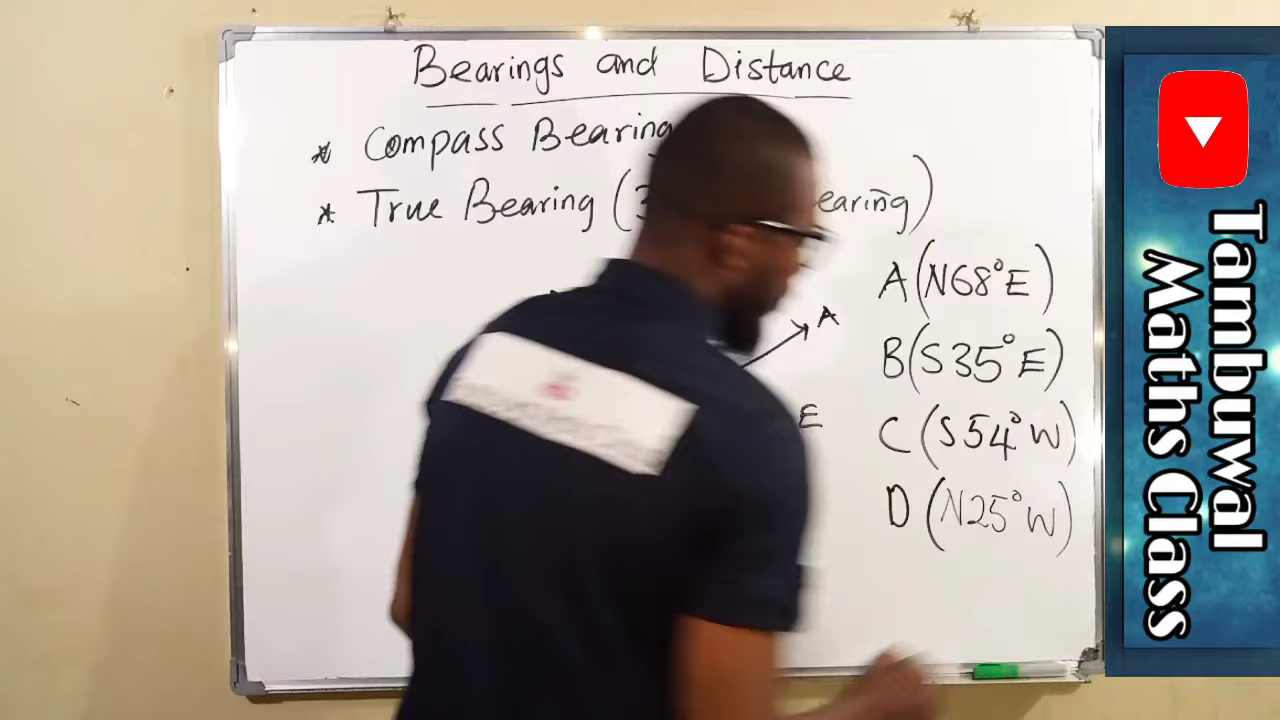 Bearings and Distance
* Compass Bearing
* True Bearing (3 earing)
A (N68°E)
A
B (S35°E)
E
C (S54°W)
D (N25°W)
Tambuwal
Maths Class